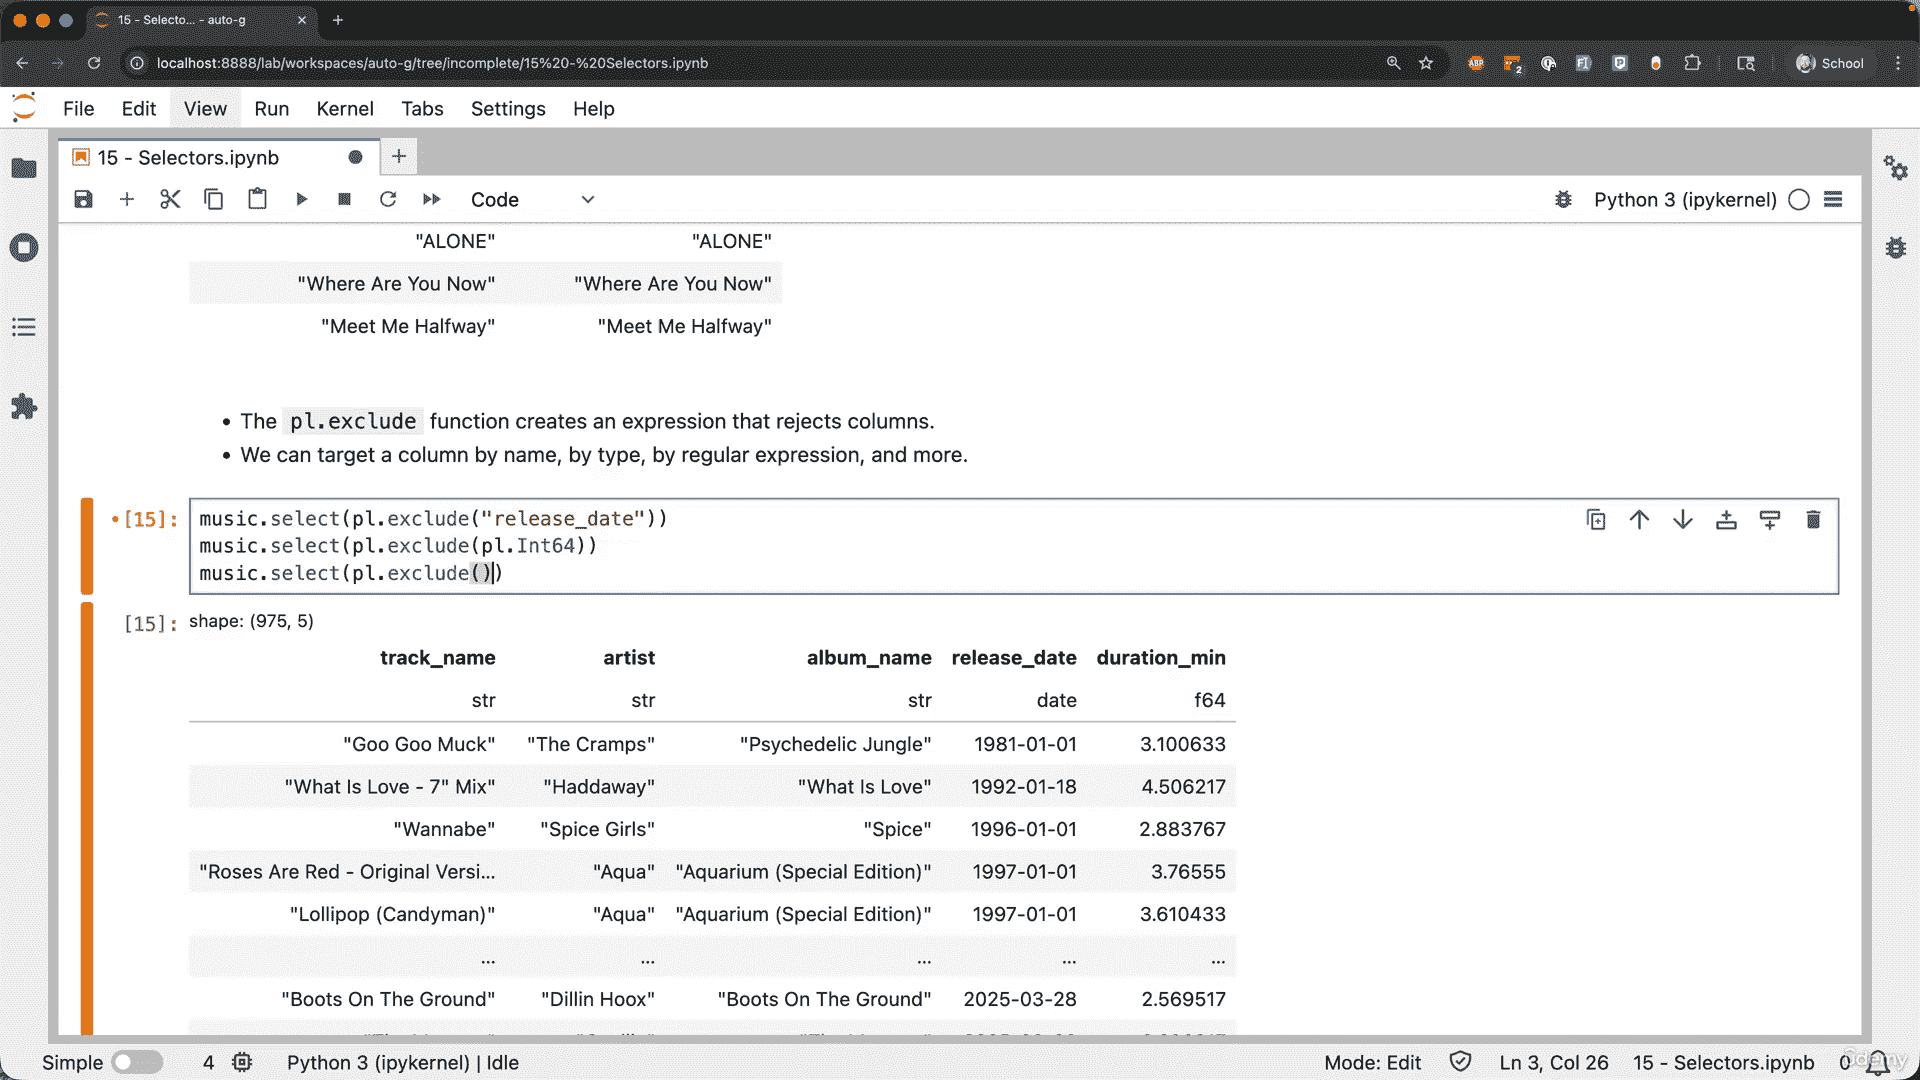 15 - Selecto... - auto-g
localhost:8888/lab/workspaces/auto-g/tree/incomplete/15%20-%20Selectors.ipynb
ABP
2
School
File Edit View Run Kernel Tabs Settings Help
15 - Selectors.ipynb
Code
Python 3 (ipykernel)
"ALONE" "ALONE"
"Where Are You Now" "Where Are You Now"
"Meet Me Halfway" "Meet Me Halfway"
• The pl.exclude function creates an expression that rejects columns.
• We can target a column by name, by type, by regular expression, and more.
[15]:
music.select(pl.exclude("release_date"))
music.select(pl.exclude(pl.Int64))
music.select(pl.exclude())
[15]: shape: (975, 5)
track_name artist album_name release_date duration_min
str str str date f64
"Goo Goo Muck" "The Cramps" "Psychedelic Jungle" 1981-01-01 3.100633
"What Is Love - 7" Mix" "Haddaway" "What Is Love" 1992-01-18 4.506217
"Wannabe" "Spice Girls" "Spice" 1996-01-01 2.883767
"Roses Are Red - Original Versi... "Aqua" "Aquarium (Special Edition)" 1997-01-01 3.76555
"Lollipop (Candyman)" "Aqua" "Aquarium (Special Edition)" 1997-01-01 3.610433
... ... ... ... ...
"Boots On The Ground" "Dillin Hoox" "Boots On The Ground" 2025-03-28 2.569517
Simple 4 Python 3 (ipykernel) | Idle Mode: Edit Ln 3, Col 26 15 - Selectors.ipynb 0
udemy